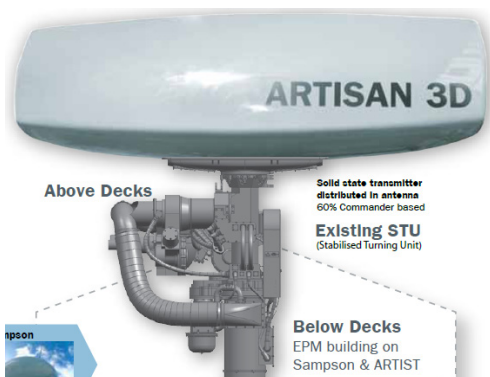 ARTISAN 3D
Above Decks
Solid state transmitter
distributed in antenna
60% Commander based
Existing STU
(Stabilised Turning Unit)
Below Decks
EPM building on
Sampson & ARTIST
mpson